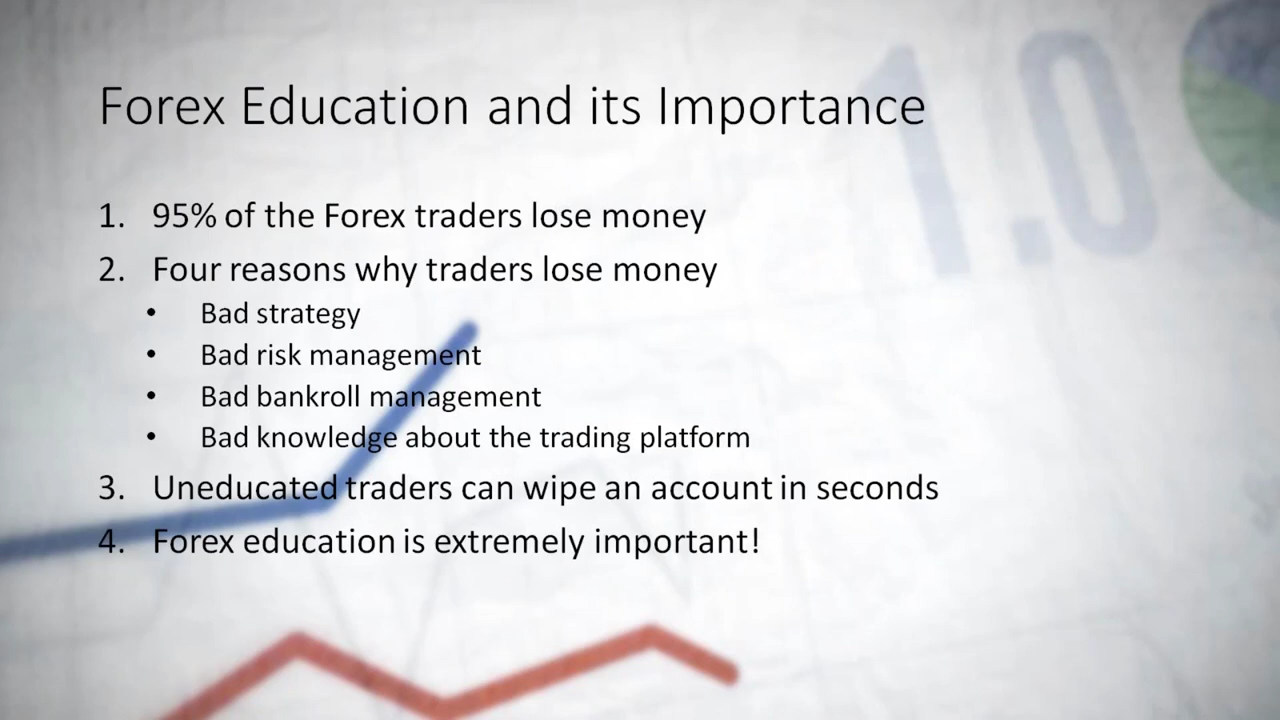 Forex Education and its Importance
1. 95% of the Forex traders lose money
2. Four reasons why traders lose money
• Bad strategy
• Bad risk management
• Bad bankroll management
• Bad knowledge about the trading platform
3. Uneducated traders can wipe an account in seconds
4. Forex education is extremely important!
1.0